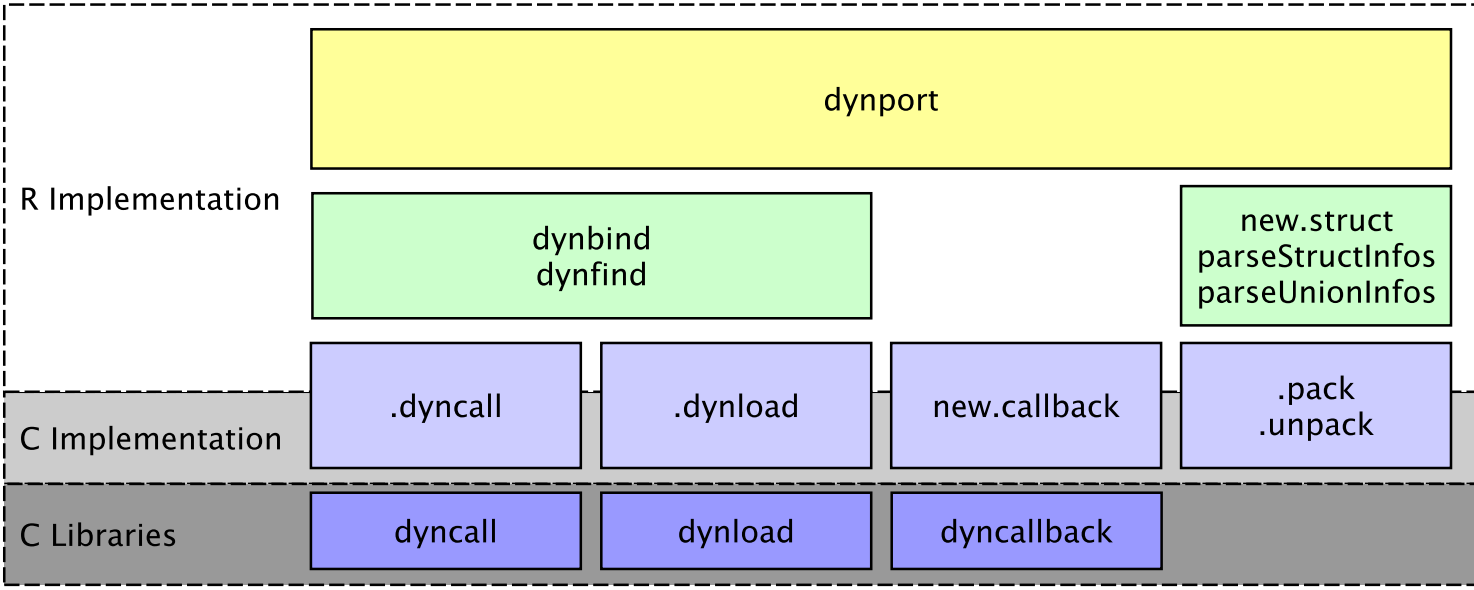 dynport
R Implementation
dynbind
dynfind
new.struct
parseStructInfos
parseUnionInfos
.dyncall
.dynload
new.callback
.pack
.unpack
C Implementation
C Libraries
dyncall
dynload
dyncallback